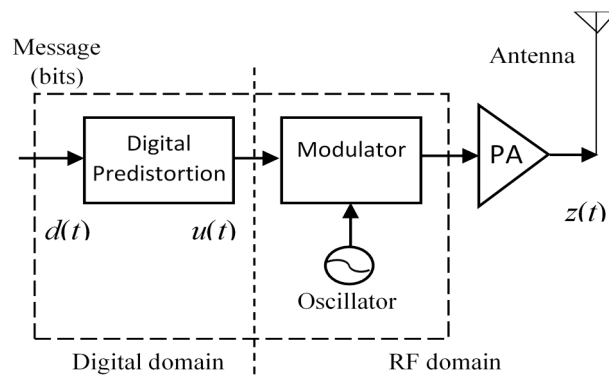 Message
(bits)
Antenna
Digital
Predistortion
Modulator
PA
d(t)
u(t)
z(t)
Oscillator
Digital domain
RF domain